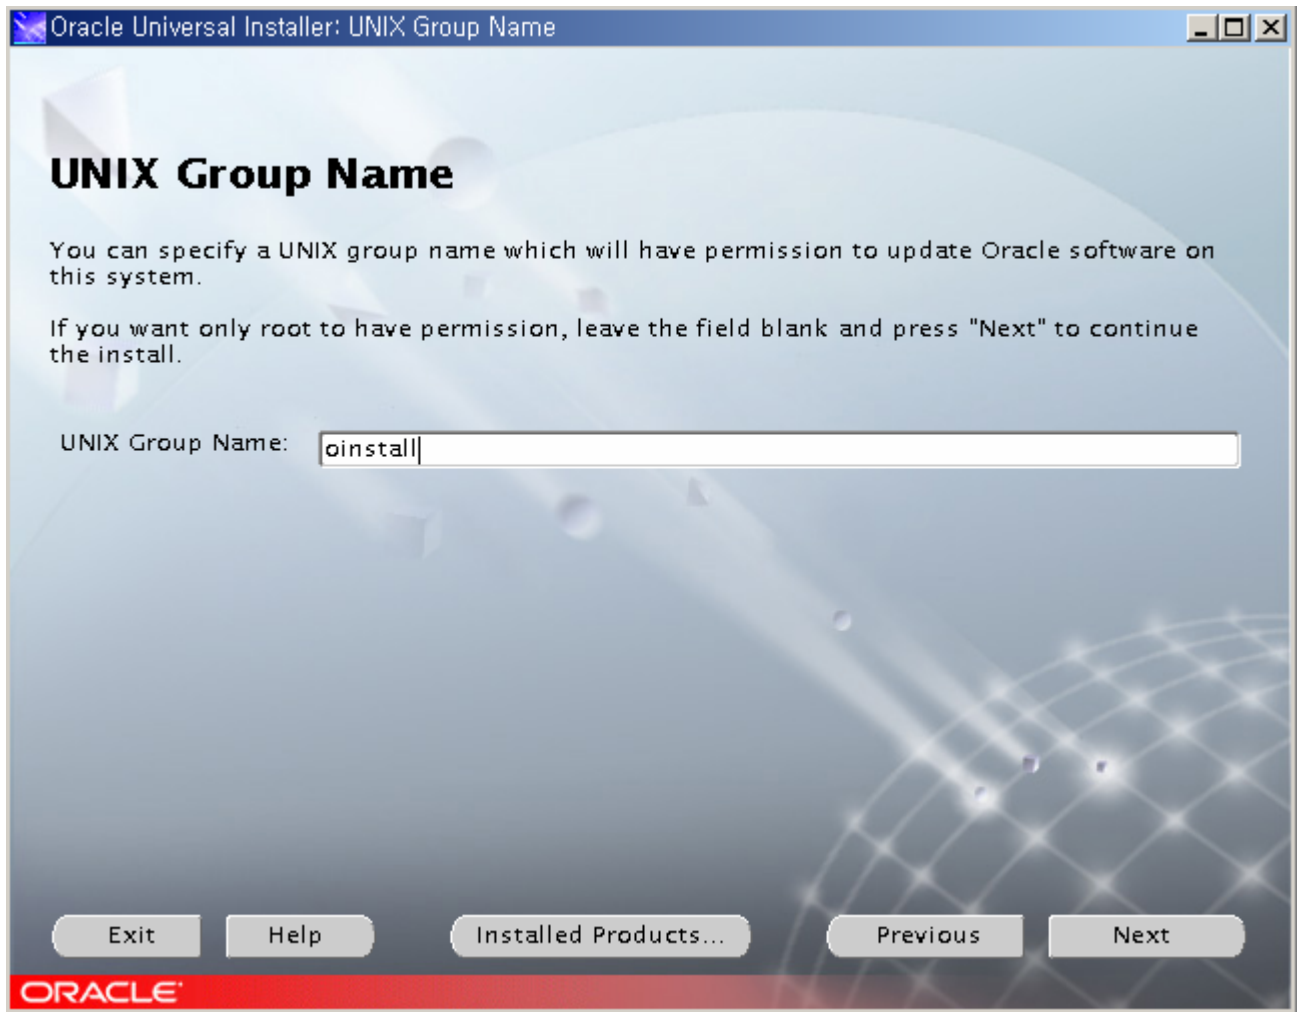 Oracle Universal Installer: UNIX Group Name
UNIX Group Name
You can specify a UNIX group name which will have permission to update Oracle software on
this system.
If you want only root to have permission, leave the field blank and press "Next" to continue
the install.
UNIX Group Name: oinstall
Exit Help Installed Products... Previous Next
ORACLE